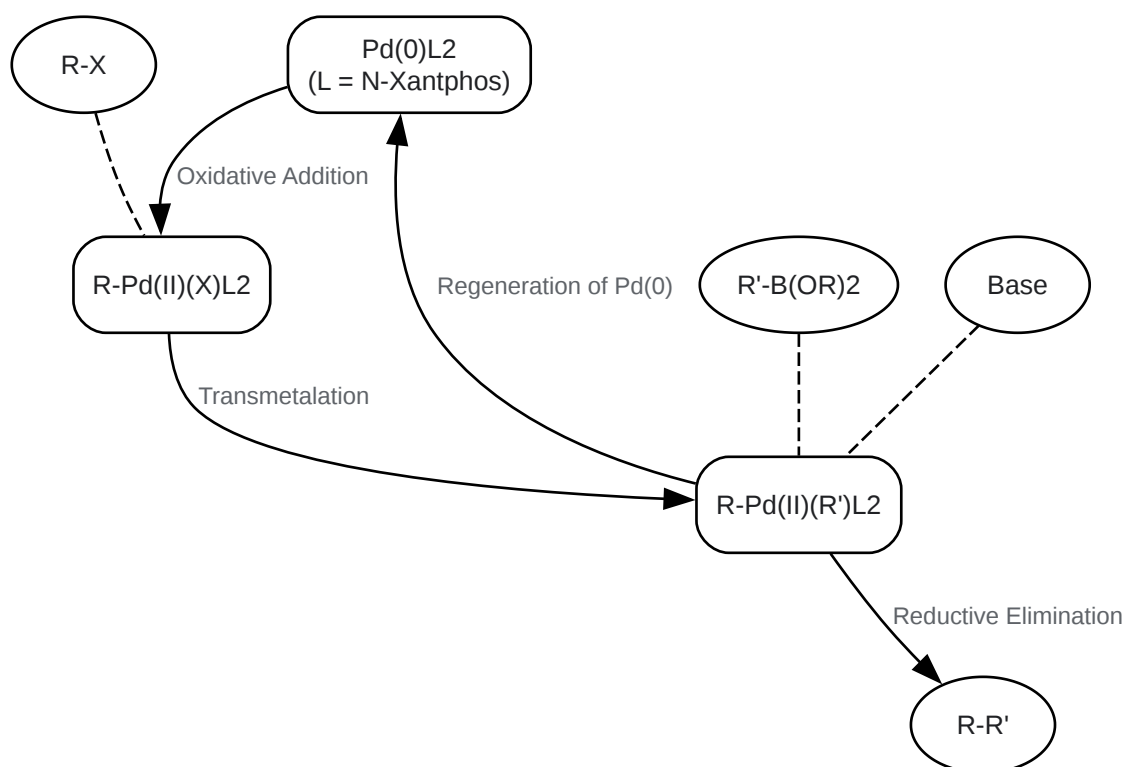 R-X
Pd(0)L2
(L = N-Xantphos)
Oxidative Addition
R-Pd(II)(X)L2
Regeneration of Pd(0)
R'-B(OR)2
Base
Transmetalation
R-Pd(II)(R')L2
Reductive Elimination
R-R'